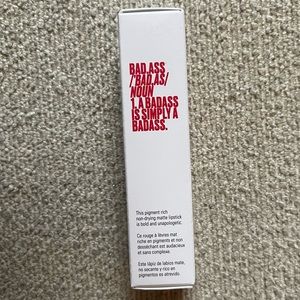 BAD.ASS
/'BAD,AS/
NOUN
1. A BADASS
IS SIMPLY A
BADASS.
This pigment rich
non-drying matte lipstick
is bold and unapologetic.
Ce rouge à lèvres mat
riche en pigments et non
desséchant est audacieux
et sans complexe.
Este lápiz de labios mate,
no secante y rico en
pigmentos es atrevido.